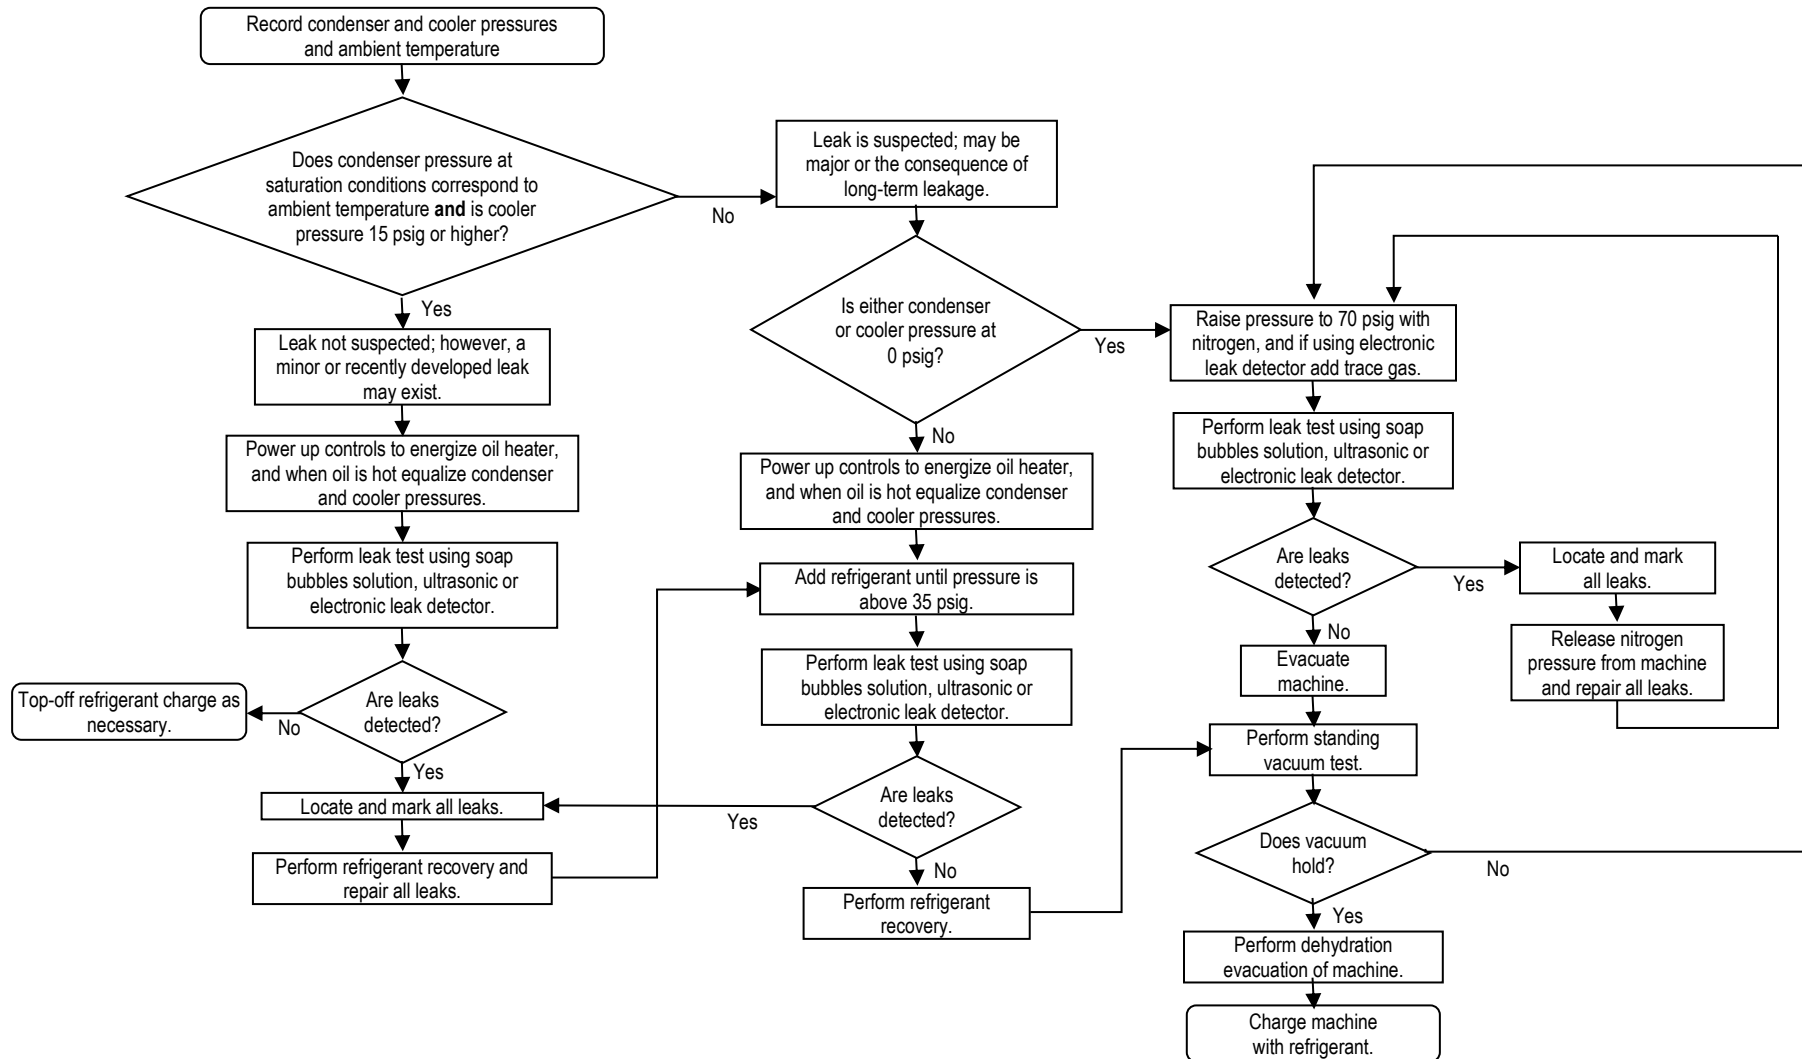 Record condenser and cooler pressures
and ambient temperature
Does condenser pressure at
saturation conditions correspond to
ambient temperature and is cooler
pressure 15 psig or higher?
No
Yes
Leak not suspected; however, a
minor or recently developed leak
may exist.
Power up controls to energize oil heater,
and when oil is hot equalize condenser
and cooler pressures.
Perform leak test using soap
bubbles solution, ultrasonic or
electronic leak detector.
Are leaks
detected?
No
Top-off refrigerant charge as
necessary.
Yes
Locate and mark all leaks.
Perform refrigerant recovery and
repair all leaks.
Leak is suspected; may be
major or the consequence of
long-term leakage.
Is either condenser
or cooler pressure at
0 psig?
Yes
No
Power up controls to energize oil heater,
and when oil is hot equalize condenser
and cooler pressures.
Add refrigerant until pressure is
above 35 psig.
Perform leak test using soap
bubbles solution, ultrasonic or
electronic leak detector.
Are leaks
detected?
Yes
No
Perform refrigerant
recovery.
Raise pressure to 70 psig with
nitrogen, and if using electronic
leak detector add trace gas.
Perform leak test using soap
bubbles solution, ultrasonic or
electronic leak detector.
Are leaks
detected?
Yes
Locate and mark
all leaks.
Release nitrogen
pressure from machine
and repair all leaks.
No
Evacuate
machine.
Perform standing
vacuum test.
Does vacuum
hold?
No
Yes
Perform dehydration
evacuation of machine.
Charge machine
with refrigerant.